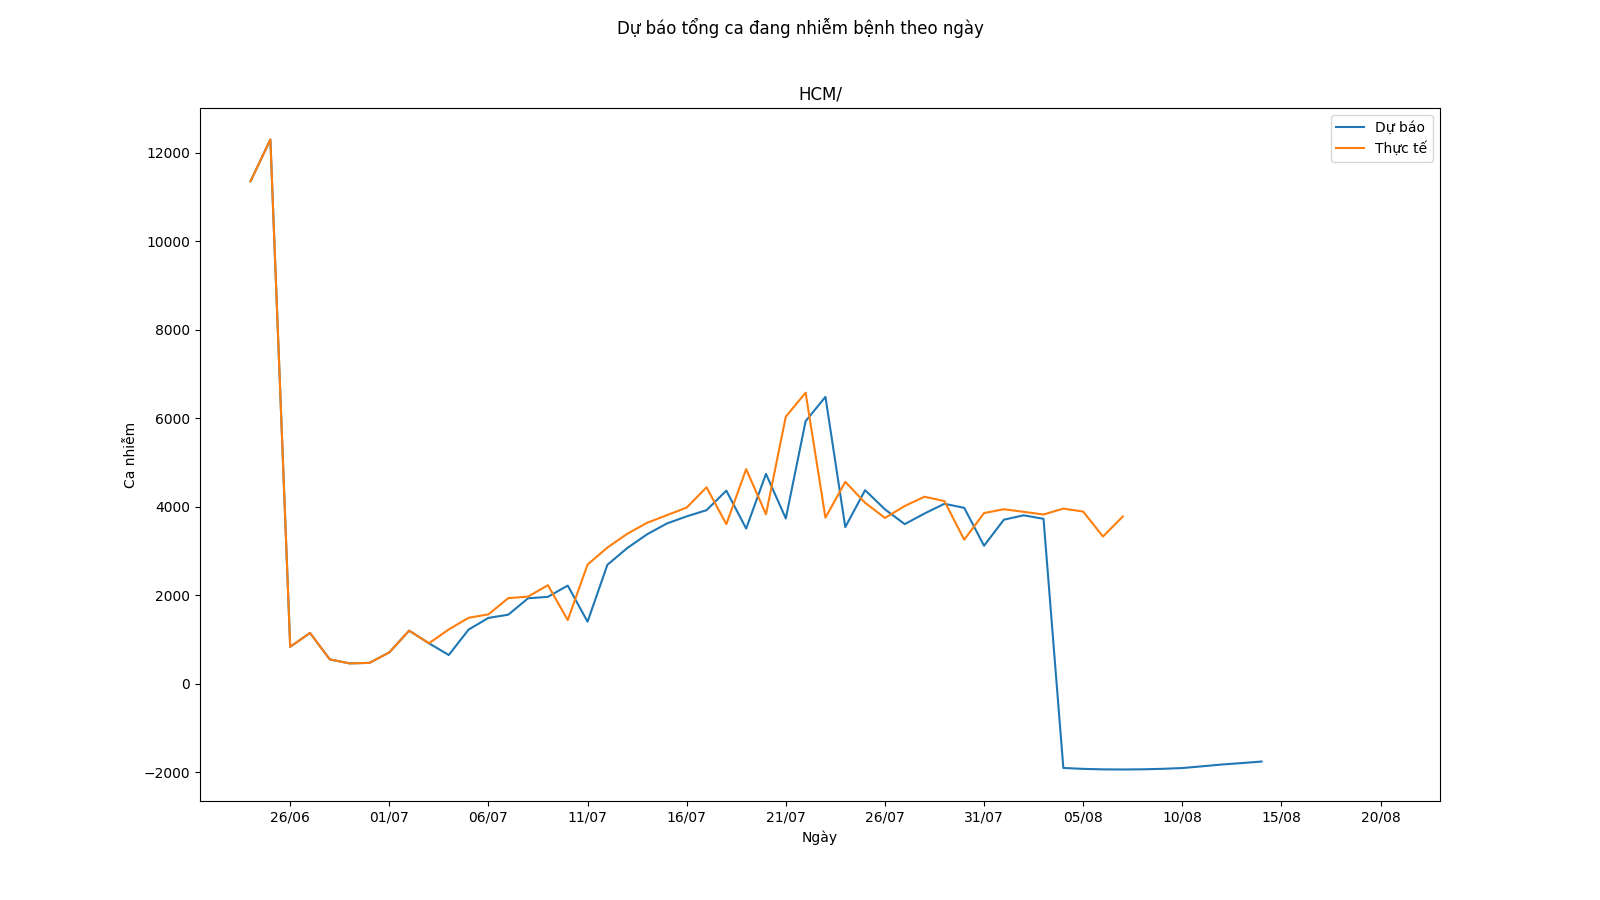 Dự báo tổng ca đang nhiễm bệnh theo ngày
HCM/
Dự báo
Thực tế
12000
10000
8000
6000
4000
2000
0
−2000
Ca nhiễm
26/06 01/07 06/07 11/07 16/07 21/07 26/07 31/07 05/08 10/08 15/08 20/08
Ngày